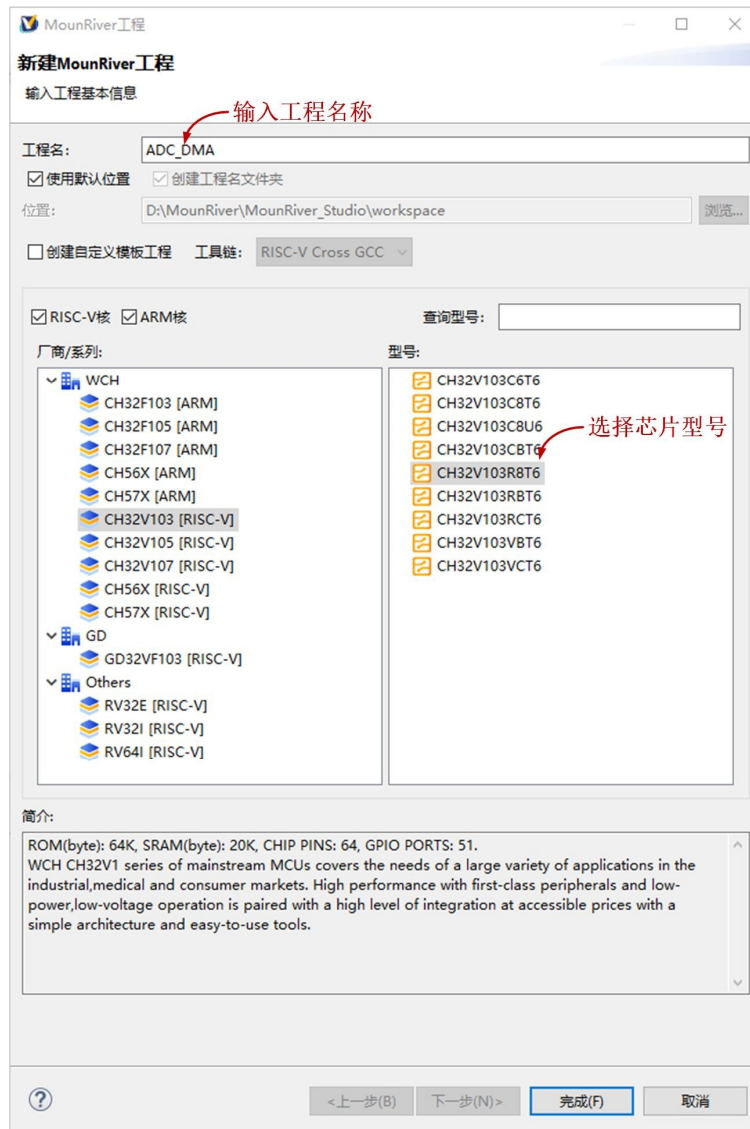 MounRiver工程
新建MounRiver工程
输入工程基本信息
输入工程名称
工程名: ADC_DMA
使用默认位置 创建工程名文件夹
位置: D:\MounRiver\MounRiver_Studio\workspace 浏览...
创建自定义模板工程 工具链: RISC-V Cross GCC
RISC-V核 ARM核 查询型号:
厂商/系列:
WCH
CH32F103 [ARM]
CH32F105 [ARM]
CH32F107 [ARM]
CH56X [ARM]
CH57X [ARM]
CH32V103 [RISC-V]
CH32V105 [RISC-V]
CH32V107 [RISC-V]
CH56X [RISC-V]
CH57X [RISC-V]
GD
GD32VF103 [RISC-V]
Others
RV32E [RISC-V]
RV32I [RISC-V]
RV64I [RISC-V]
型号:
CH32V103C6T6
CH32V103C8T6
CH32V103C8U6
CH32V103CBT6
CH32V103R8T6
CH32V103RBT6
CH32V103RCT6
CH32V103VBT6
CH32V103VCT6
选择芯片型号
简介:
ROM(byte): 64K, SRAM(byte): 20K, CHIP PINS: 64, GPIO PORTS: 51.
WCH CH32V1 series of mainstream MCUs covers the needs of a large variety of applications in the
industrial,medical and consumer markets. High performance with first-class peripherals and low-
power,low-voltage operation is paired with a high level of integration at accessible prices with a
simple architecture and easy-to-use tools.
<上一步(B) 下一步(N)> 完成(F) 取消